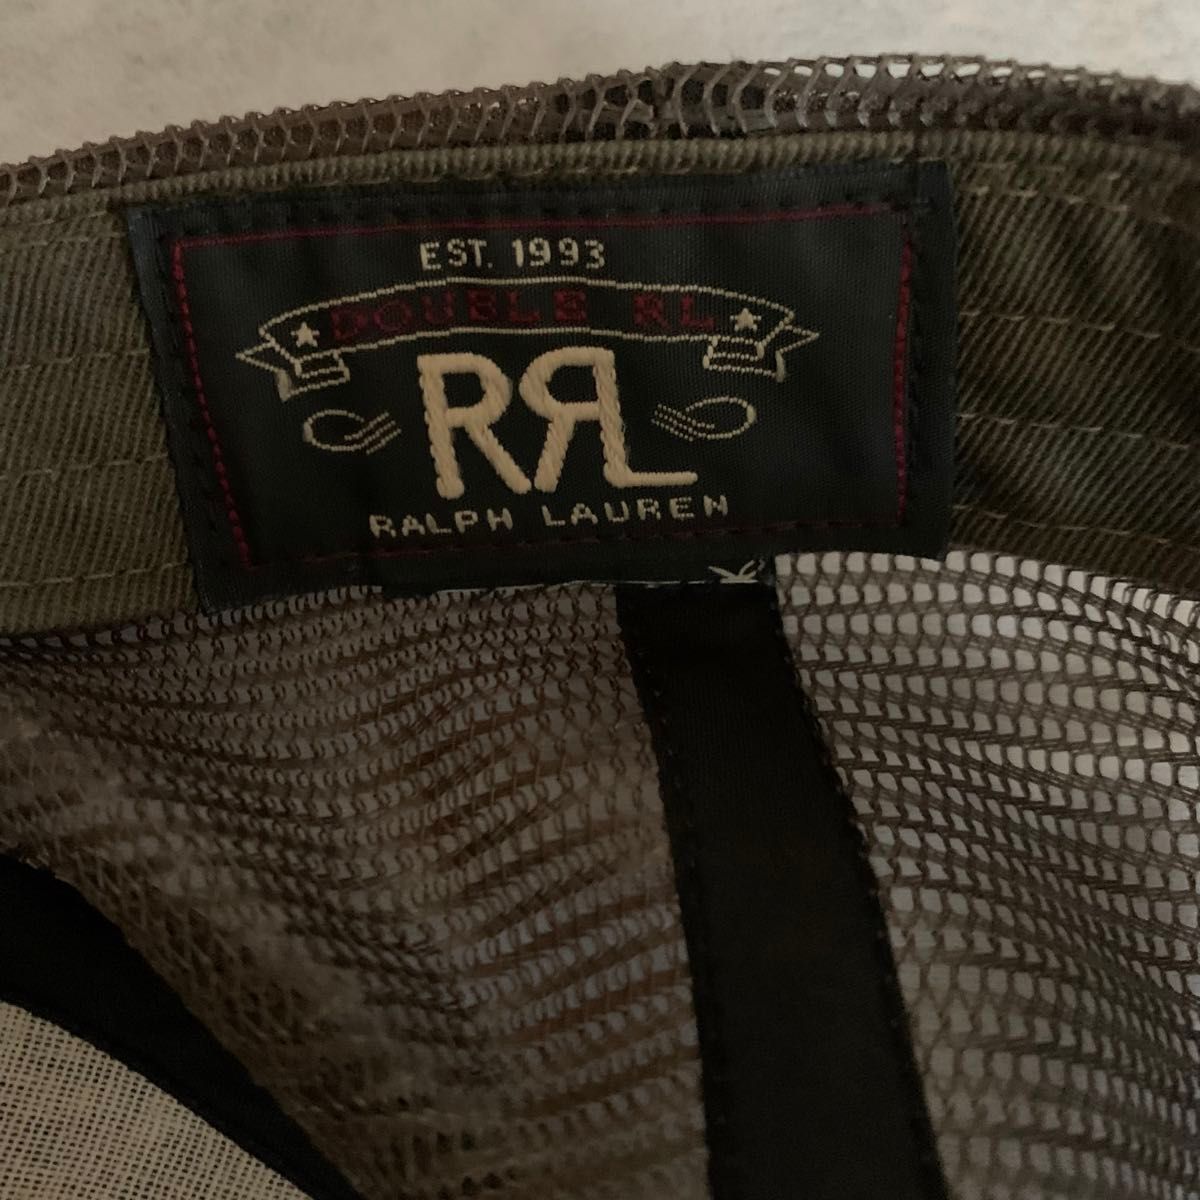 EST. 1993
DOUBLE RL
RRL
RALPH LAUREN